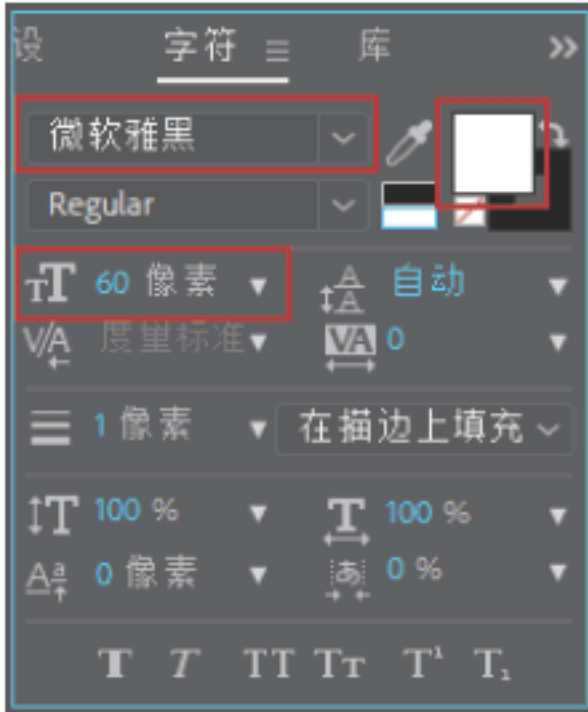 设 字符 库
微软雅黑
Regular
60 像素 自动
度量标准 0
1 像素 在描边上填充
100 % 100 %
0 像素 0 %
T T TT Tт T¹ T₁